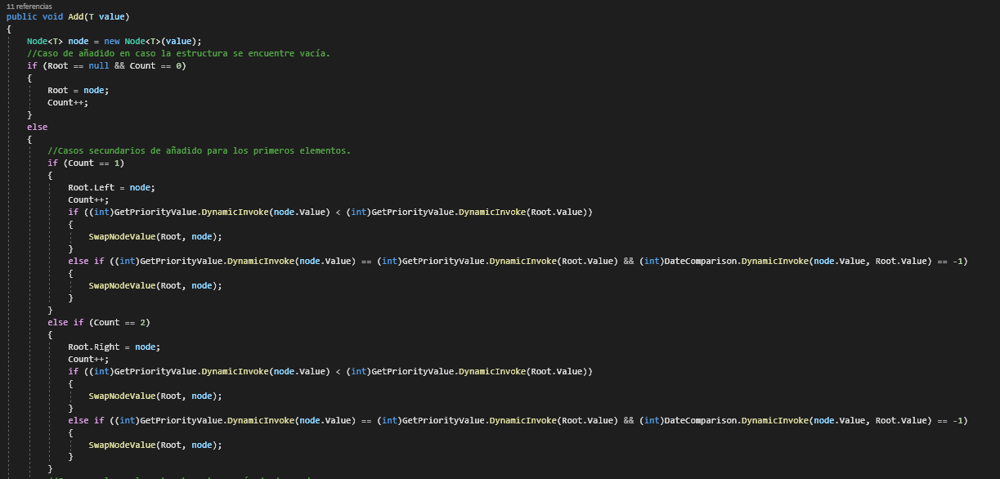 11 referencias
public void Add(T value)
{
Node<T> node = new Node<T>(value);
//Caso de añadido en caso la estructura se encuentre vacía.
if (Root == null && Count == 0)
{
Root = node;
Count++;
}
else
{
//Casos secundarios de añadido para los primeros elementos.
if (Count == 1)
{
Root.Left = node;
Count++;
if ((int)GetPriorityValue.DynamicInvoke(node.Value) < (int)GetPriorityValue.DynamicInvoke(Root.Value))
{
SwapNodeValue(Root, node);
}
else if ((int)GetPriorityValue.DynamicInvoke(node.Value) == (int)GetPriorityValue.DynamicInvoke(Root.Value) && (int)DateComparison.DynamicInvoke(node.Value, Root.Value) == -1)
{
SwapNodeValue(Root, node);
}
}
else if (Count == 2)
{
Root.Right = node;
Count++;
if ((int)GetPriorityValue.DynamicInvoke(node.Value) < (int)GetPriorityValue.DynamicInvoke(Root.Value))
{
SwapNodeValue(Root, node);
}
else if ((int)GetPriorityValue.DynamicInvoke(node.Value) == (int)GetPriorityValue.DynamicInvoke(Root.Value) && (int)DateComparison.DynamicInvoke(node.Value, Root.Value) == -1)
{
SwapNodeValue(Root, node);
}
}